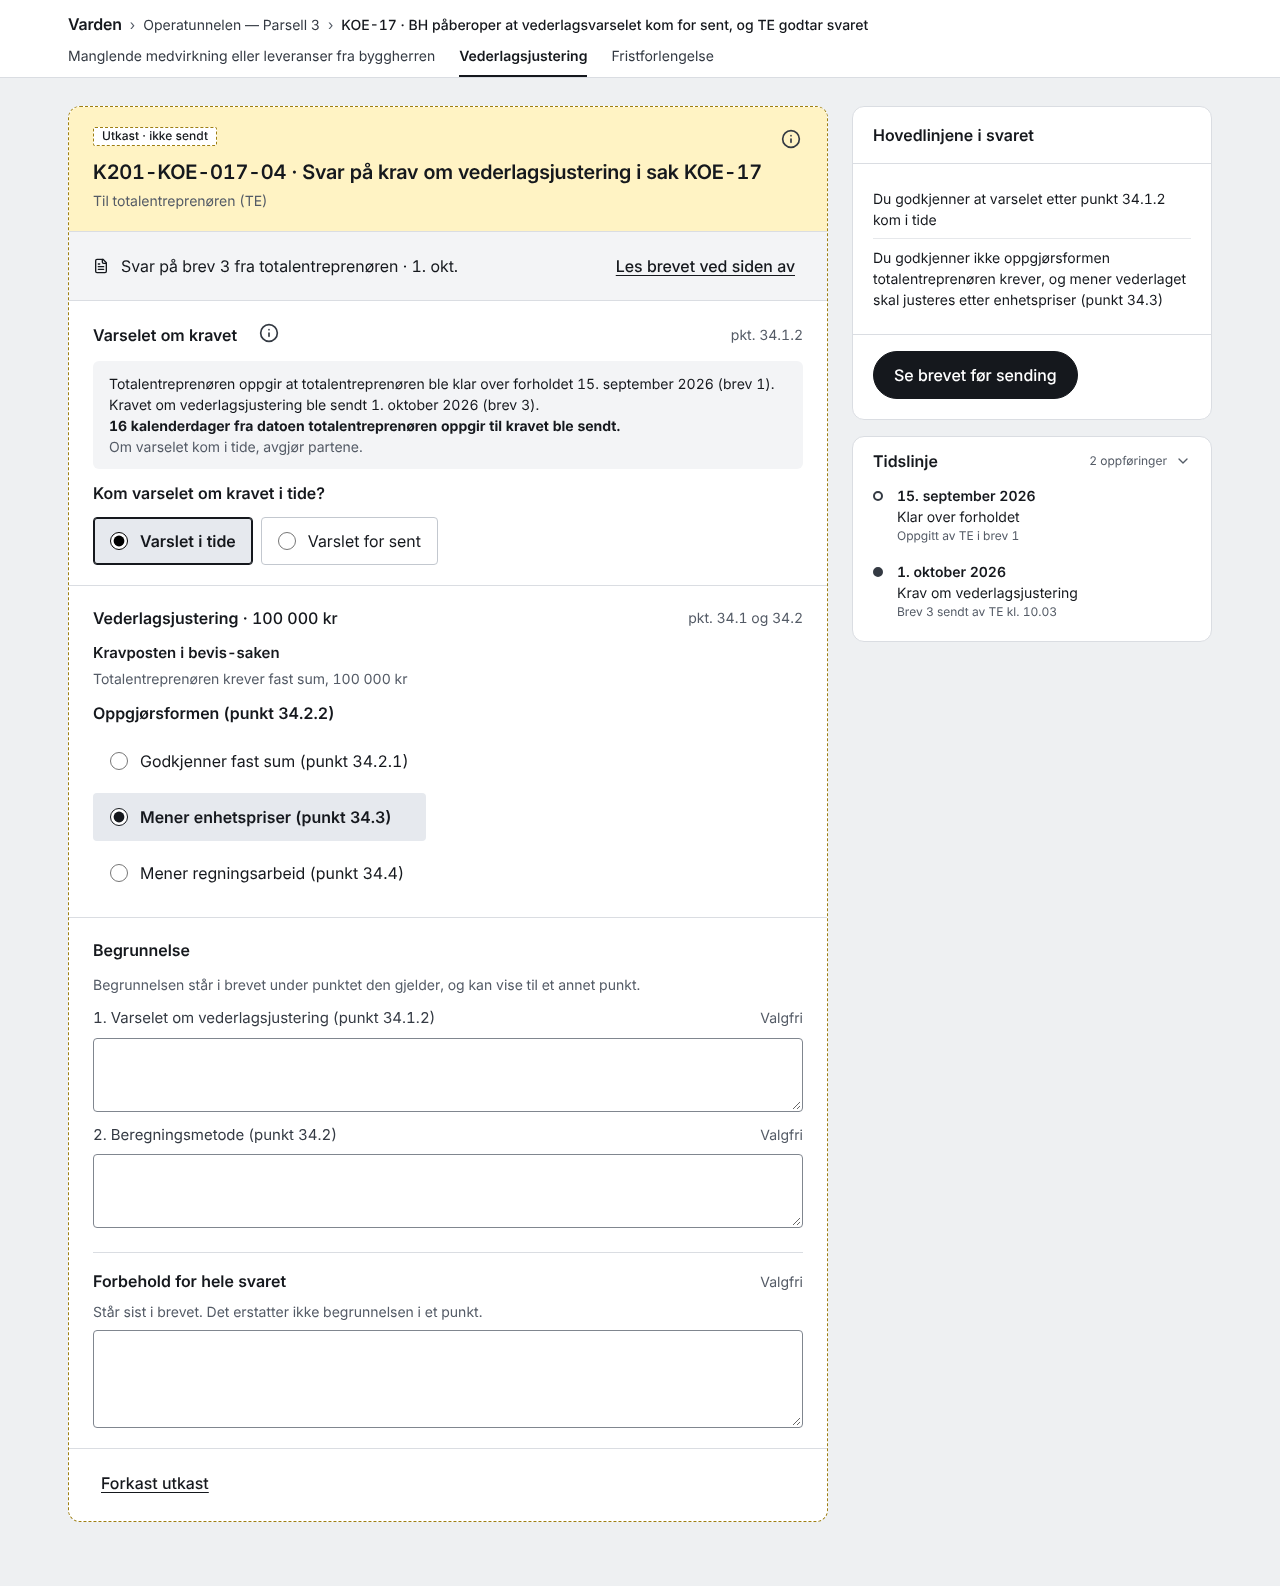 Varden › Operatunnelen — Parsell 3 › KOE-17 · BH påberoper at vederlagsvarselet kom for sent, og TE godtar svaret
Manglende medvirkning eller leveranser fra byggherren Vederlagsjustering Fristforlengelse
Utkast · ikke sendt
K201-KOE-017-04 · Svar på krav om vederlagsjustering i sak KOE-17
Til totalentreprenøren (TE)
Svar på brev 3 fra totalentreprenøren · 1. okt. Les brevet ved siden av
Varselet om kravet pkt. 34.1.2
Totalentreprenøren oppgir at totalentreprenøren ble klar over forholdet 15. september 2026 (brev 1).
Kravet om vederlagsjustering ble sendt 1. oktober 2026 (brev 3).
16 kalenderdager fra datoen totalentreprenøren oppgir til kravet ble sendt.
Om varselet kom i tide, avgjør partene.
Kom varselet om kravet i tide?
Varslet i tide Varslet for sent
Vederlagsjustering · 100 000 kr pkt. 34.1 og 34.2
Kravposten i bevis-saken
Totalentreprenøren krever fast sum, 100 000 kr
Oppgjørsformen (punkt 34.2.2)
Godkjenner fast sum (punkt 34.2.1)
Mener enhetspriser (punkt 34.3)
Mener regningsarbeid (punkt 34.4)
Begrunnelse
Begrunnelsen står i brevet under punktet den gjelder, og kan vise til et annet punkt.
1. Varselet om vederlagsjustering (punkt 34.1.2) Valgfri
2. Beregningsmetode (punkt 34.2) Valgfri
Forbehold for hele svaret Valgfri
Står sist i brevet. Det erstatter ikke begrunnelsen i et punkt.
Forkast utkast
Hovedlinjene i svaret
Du godkjenner at varselet etter punkt 34.1.2
kom i tide
Du godkjenner ikke oppgjørsformen
totalentreprenøren krever, og mener vederlaget
skal justeres etter enhetspriser (punkt 34.3)
Se brevet før sending
Tidslinje 2 oppføringer
15. september 2026
Klar over forholdet
Oppgitt av TE i brev 1
1. oktober 2026
Krav om vederlagsjustering
Brev 3 sendt av TE kl. 10.03